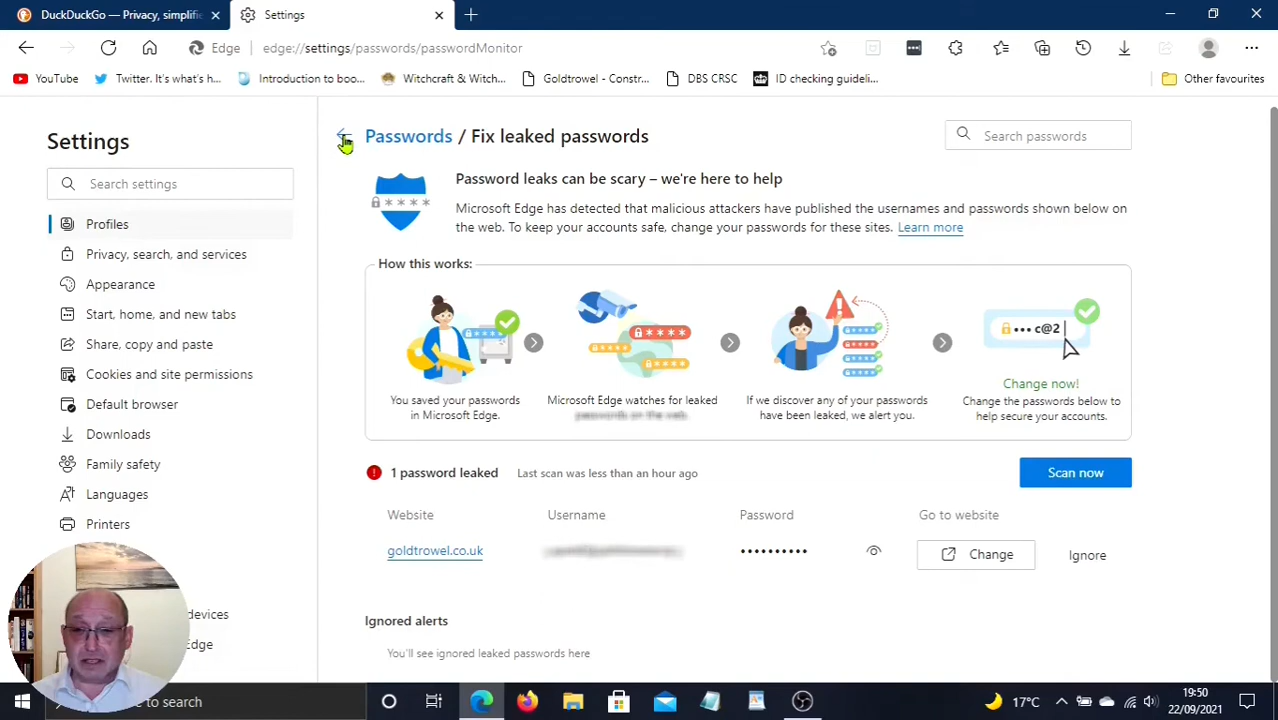 DuckDuckGo — Privacy, simplifi
Settings
Edge
edge://settings/passwords/passwordMonitor
YouTube
Twitter. It's what's h...
Introduction to boo...
Witchcraft & Witch...
Goldtrowel - Constr...
DBS CRSC
ID checking guidelin...
Other favourites
Settings
Search settings
Profiles
Privacy, search, and services
Appearance
Start, home, and new tabs
Share, copy and paste
Cookies and site permissions
Default browser
Downloads
Family safety
Languages
Printers
devices
Edge
Passwords / Fix leaked passwords
Search passwords
Password leaks can be scary – we're here to help
Microsoft Edge has detected that malicious attackers have published the usernames and passwords shown below on
the web. To keep your accounts safe, change your passwords for these sites. Learn more
How this works:
c@2
You saved your passwords
in Microsoft Edge.
Microsoft Edge watches for leaked
passwords on the web.
If we discover any of your passwords
have been leaked, we alert you.
Change now!
Change the passwords below to
help secure your accounts.
1 password leaked
Last scan was less than an hour ago
Scan now
Website
Username
Password
Go to website
goldtrowel.co.uk
••••••••••
Change
Ignore
Ignored alerts
You'll see ignored leaked passwords here
to search
17°C
19:50
22/09/2021